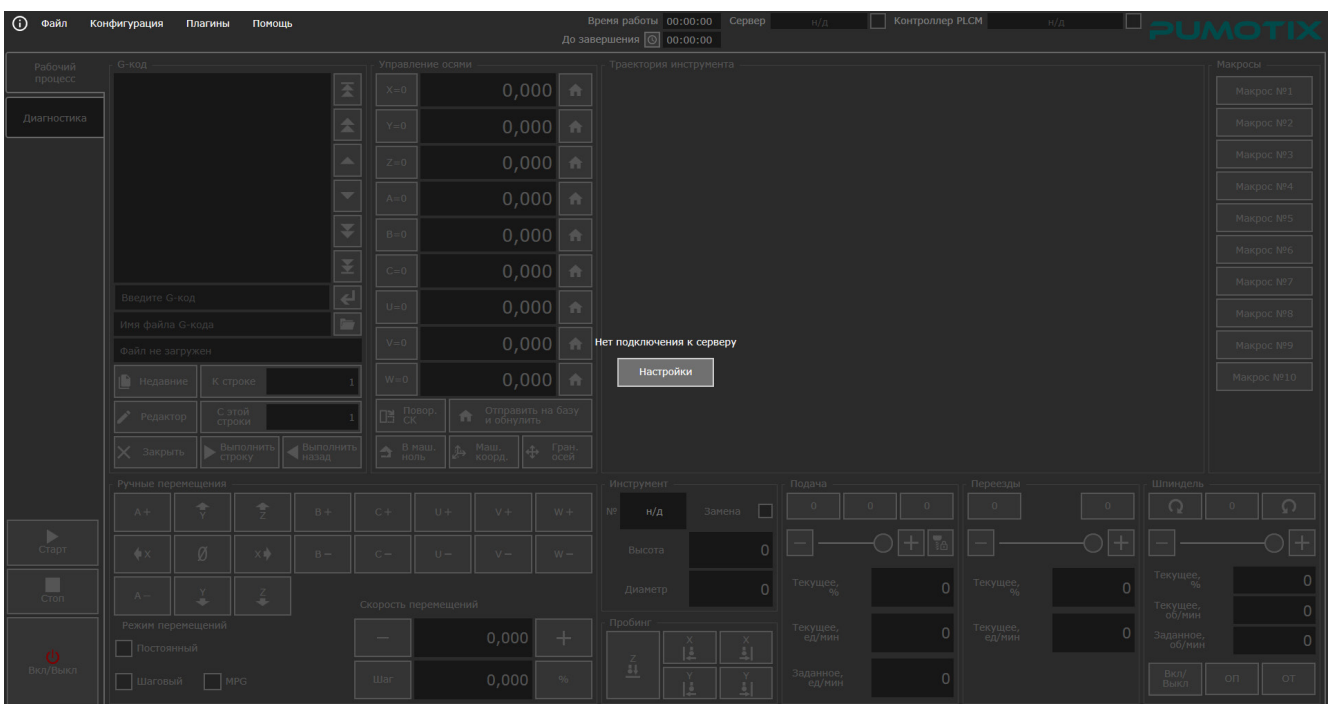 Файл Конфигурация Плагины Помощь
Время работы 00:00:00 Сервер н/д Контроллер PLCM н/д
До завершения 00:00:00
PUMOTIX
Рабочий
процесс
Диагностика
Старт
Стоп
Вкл/Выкл
G-код
Введите G-код
Имя файла G-кода
Файл не загружен
Недавние К строке 1
Редактор С этой
строки 1
Закрыть Выполнить
строку Выполнить
назад
Управление осями
X=0 0,000
Y=0 0,000
Z=0 0,000
A=0 0,000
B=0 0,000
C=0 0,000
U=0 0,000
V=0 0,000
W=0 0,000
Повор.
СК Отправить на базу
и обнулить
В маш.
ноль Маш.
коорд. Гран.
осей
Траектория инструмента
Нет подключения к серверу
Настройки
Макросы
Макрос №1
Макрос №2
Макрос №3
Макрос №4
Макрос №5
Макрос №6
Макрос №7
Макрос №8
Макрос №9
Макрос №10
Ручные перемещения
A+ Y Z B+ C+ U+ V+ W+
X X B− C− U− V− W−
A− Y Z
Режим перемещений
Постоянный
Шаговый MPG
Скорость перемещений
− 0,000 +
Шаг 0,000 %
Инструмент
№ н/д Замена
Высота 0
Диаметр 0
Пробинг
Z X X
Y Y
Подача
0 0 0
− +
Текущее,
% 0
Текущее,
ед/мин 0
Заданное,
ед/мин 0
Переезды
0 0
− +
Текущее,
% 0
Текущее,
ед/мин 0
Шпиндель
0
− +
Текущее,
% 0
Текущее,
об/мин 0
Заданное,
об/мин 0
Вкл/
Выкл ОП ОТ